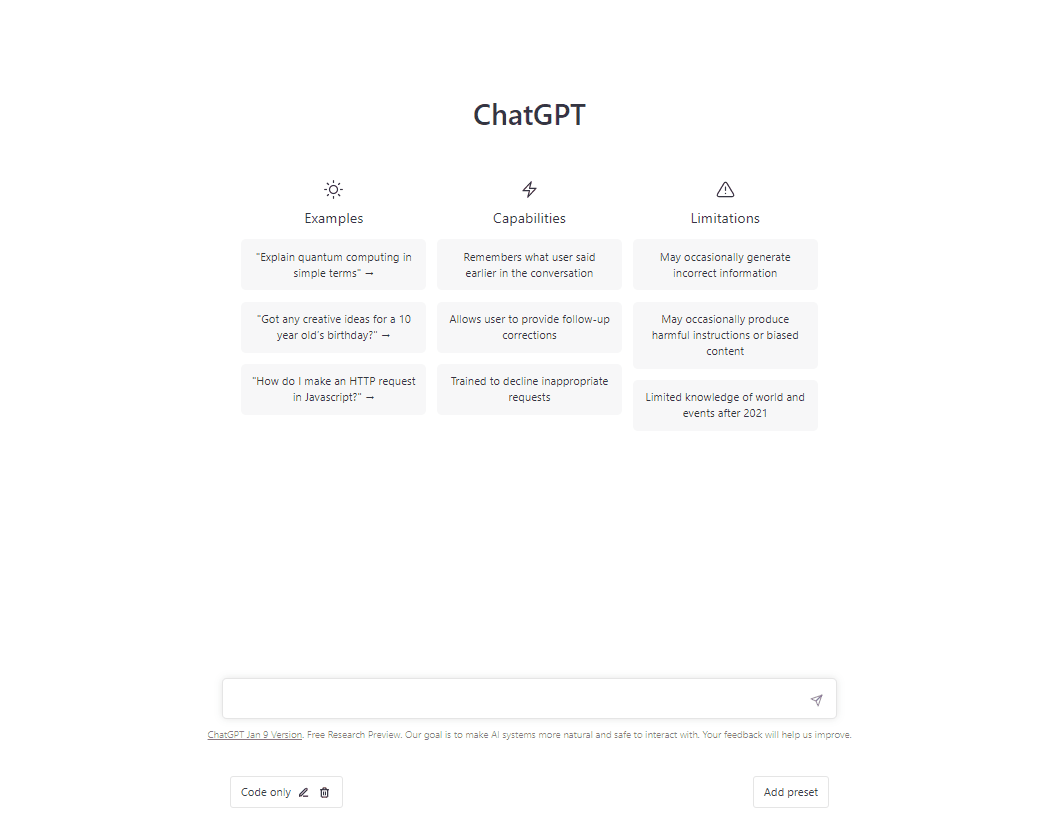 ChatGPT
Examples
"Explain quantum computing in
simple terms" →
"Got any creative ideas for a 10
year old's birthday?" →
"How do I make an HTTP request
in Javascript?" →
Capabilities
Remembers what user said
earlier in the conversation
Allows user to provide follow-up
corrections
Trained to decline inappropriate
requests
Limitations
May occasionally generate
incorrect information
May occasionally produce
harmful instructions or biased
content
Limited knowledge of world and
events after 2021
ChatGPT Jan 9 Version. Free Research Preview. Our goal is to make AI systems more natural and safe to interact with. Your feedback will help us improve.
Code only
Add preset